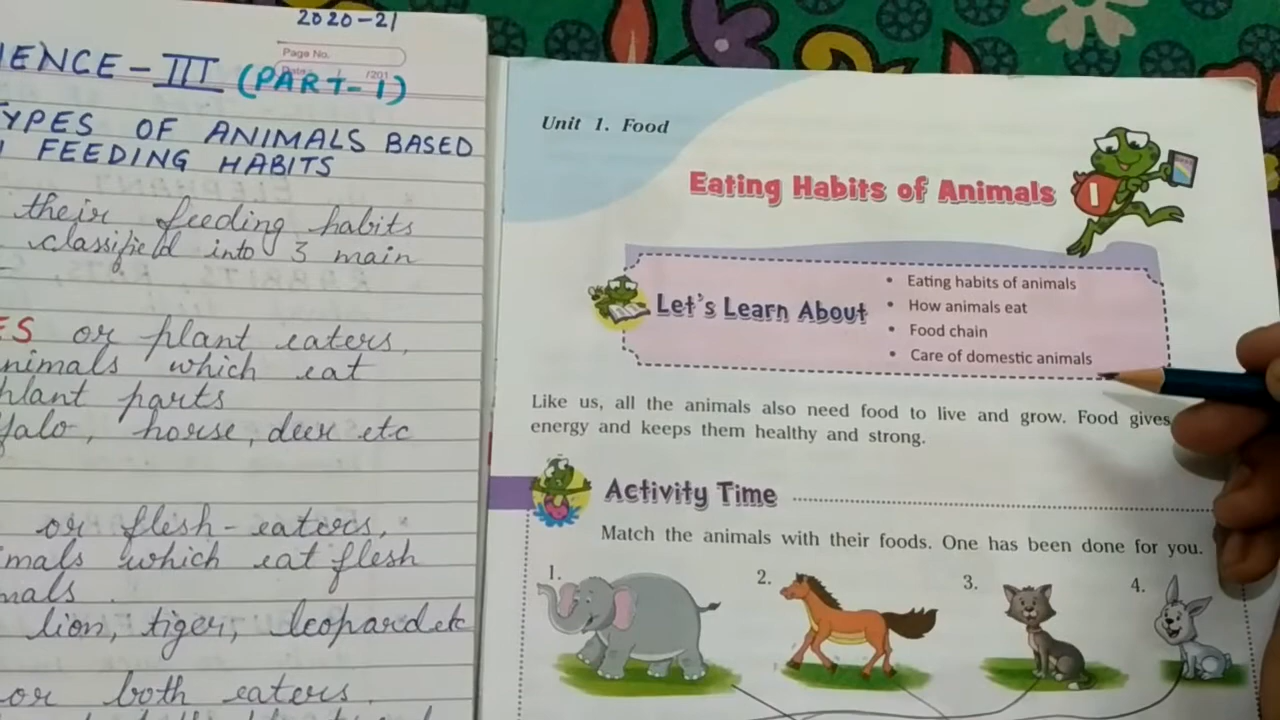 2020-21
Page No.
Date
/201
IENCE - III (PART-1)
YPES OF ANIMALS BASED
FEEDING HABITS
their feeding habits
classified into 3 main
ES or plant eaters,
nimals which eat
plant parts
falo, horse, deer etc
or flesh-eaters,
mals which eat flesh
mals.
lion, tiger, leopard etc
or both eaters.
Unit 1. Food
Eating Habits of Animals
1
Let's Learn About
• Eating habits of animals
• How animals eat
• Food chain
• Care of domestic animals
Like us, all the animals also need food to live and grow. Food gives
energy and keeps them healthy and strong.
Activity Time
Match the animals with their foods. One has been done for you.
1. 2. 3. 4.